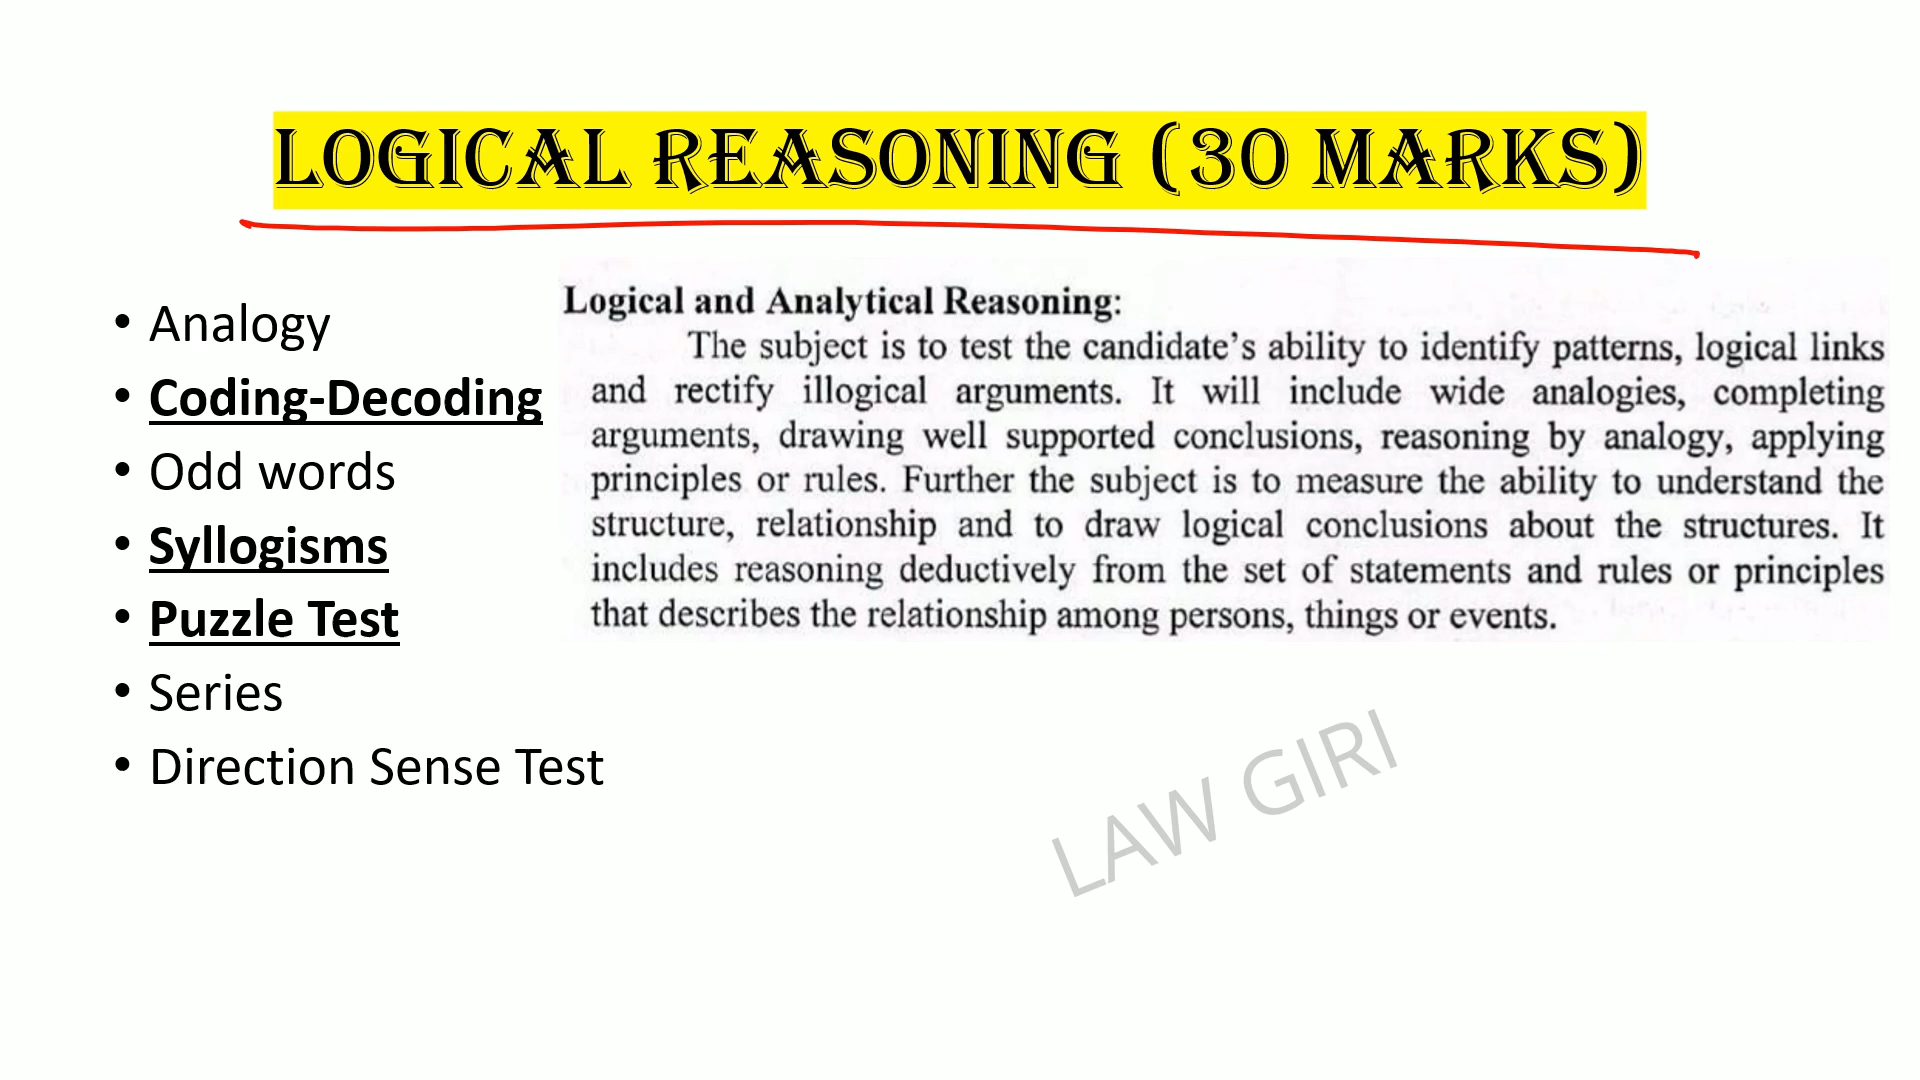 LOGICAL REASONING (30 MARKS)
• Analogy
• Coding-Decoding
• Odd words
• Syllogisms
• Puzzle Test
• Series
• Direction Sense Test
Logical and Analytical Reasoning:
The subject is to test the candidate's ability to identify patterns, logical links
and rectify illogical arguments. It will include wide analogies, completing
arguments, drawing well supported conclusions, reasoning by analogy, applying
principles or rules. Further the subject is to measure the ability to understand the
structure, relationship and to draw logical conclusions about the structures. It
includes reasoning deductively from the set of statements and rules or principles
that describes the relationship among persons, things or events.
LAW GIRI